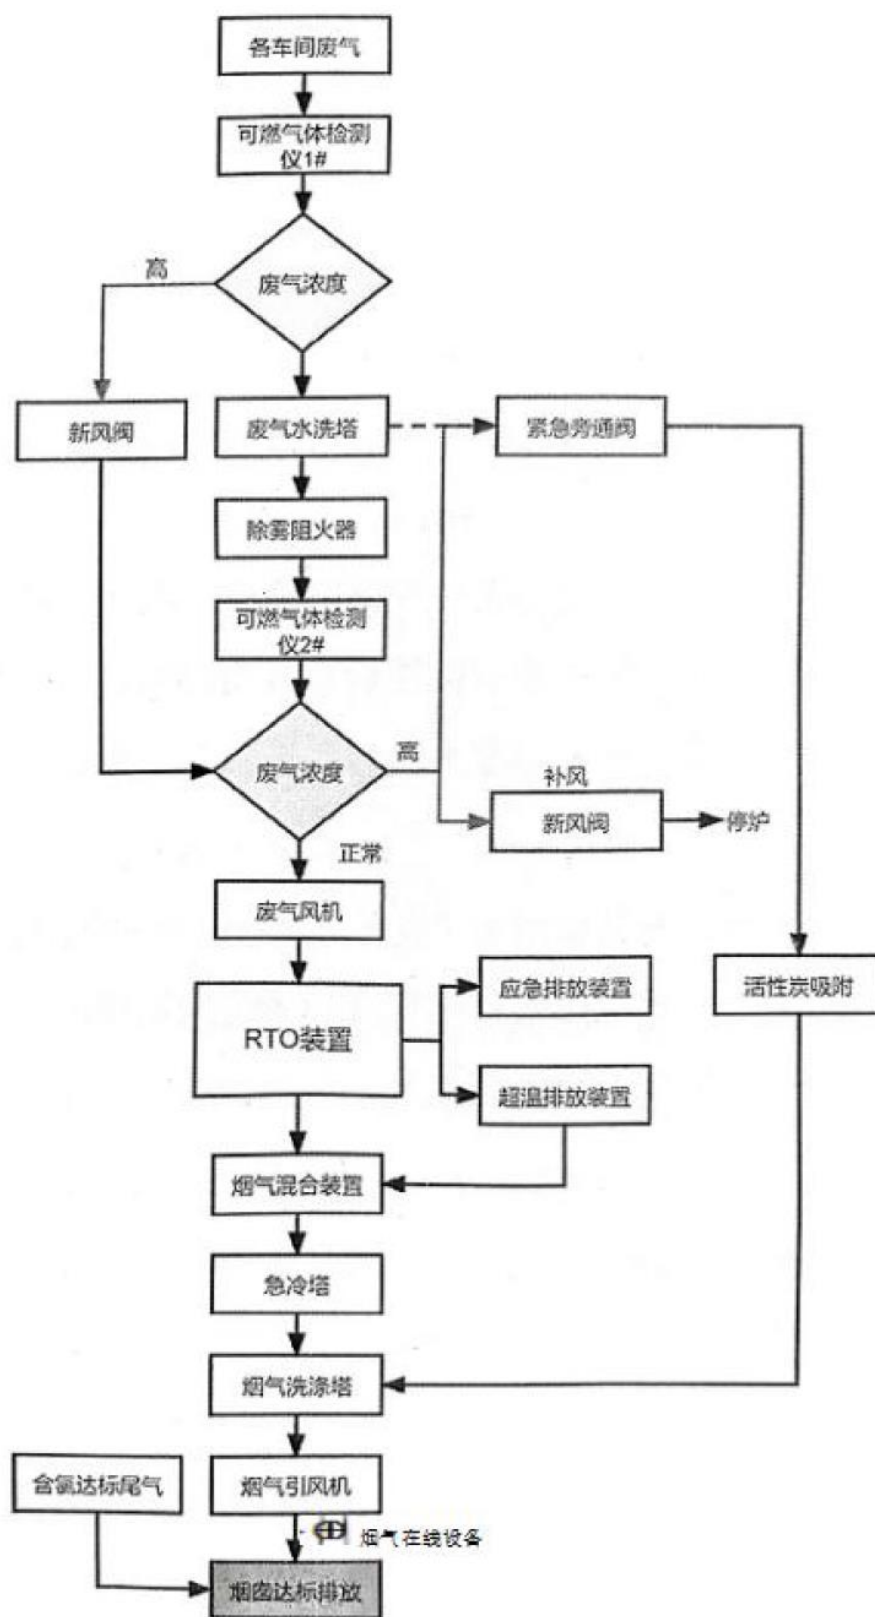 各车间废气
可燃气体检测
仪1#
废气浓度
高
新风阀
废气水洗塔
紧急旁通阀
除雾阻火器
可燃气体检测
仪2#
废气浓度
高
补风
新风阀
停炉
正常
废气风机
RTO装置
应急排放装置
活性炭吸附
超温排放装置
烟气混合装置
急冷塔
烟气洗涤塔
含氯达标尾气
烟气引风机
烟气在线设备
烟囱达标排放